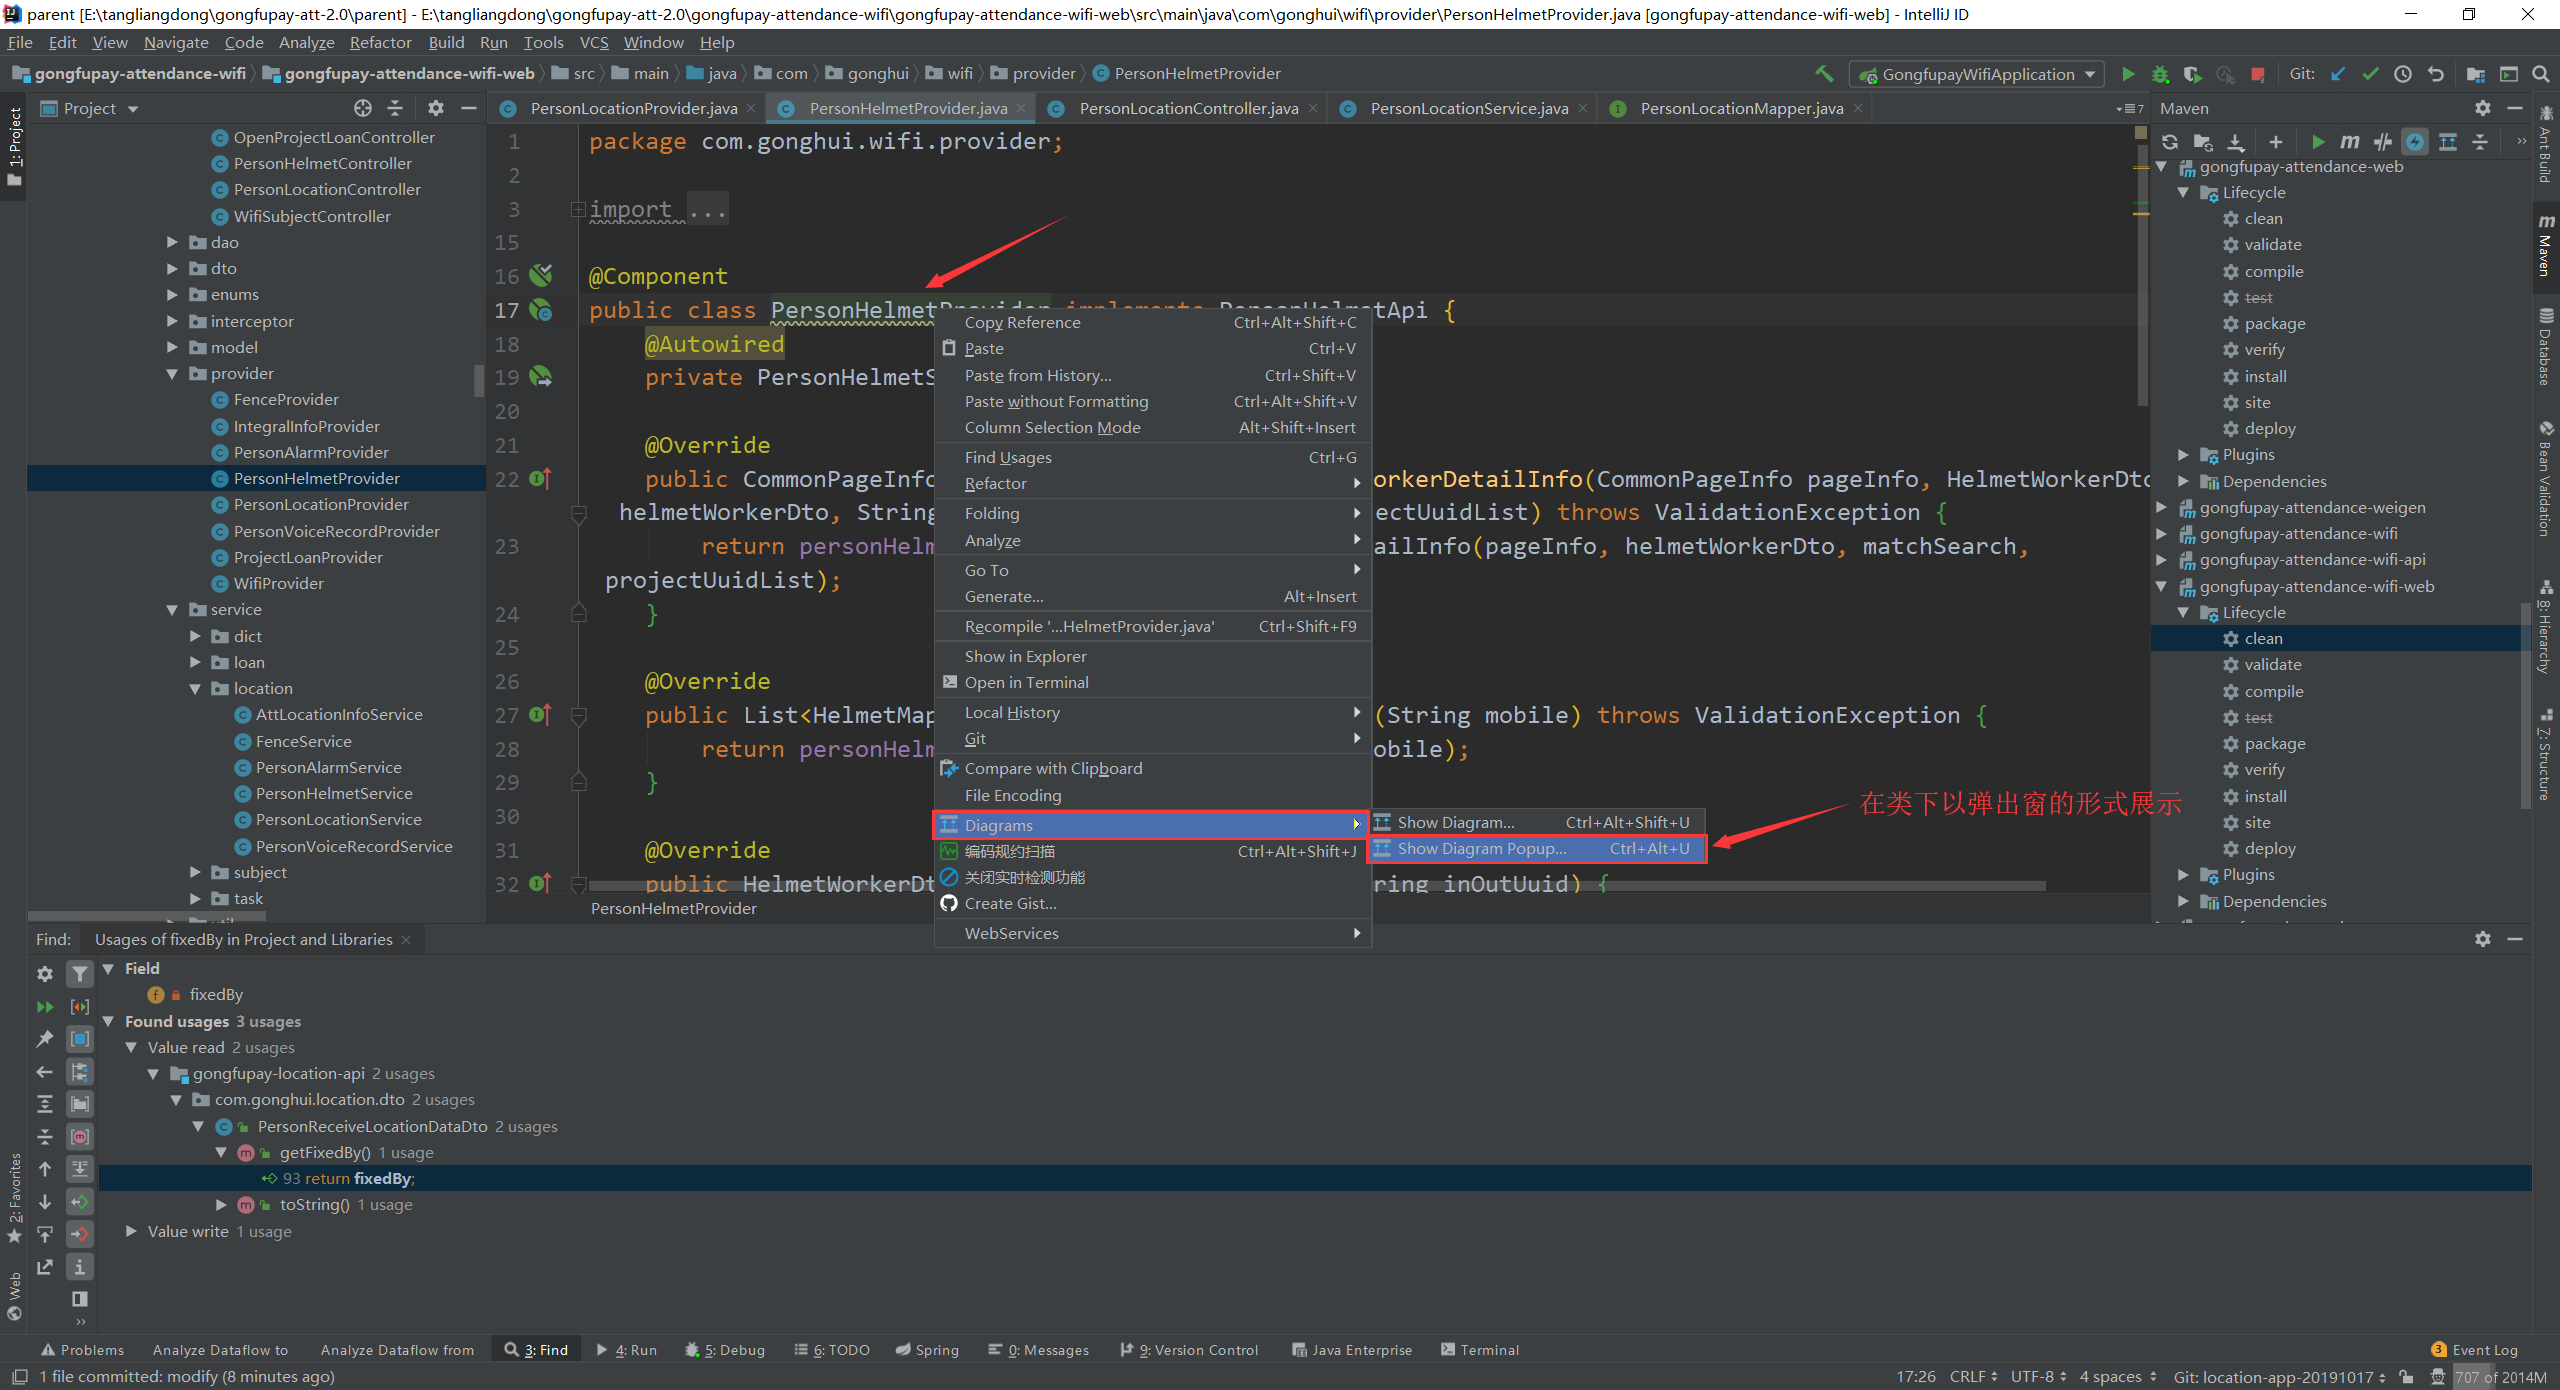 parent [E:\tangliangdong\gongfupay-att-2.0\parent] - E:\tangliangdong\gongfupay-att-2.0\gongfupay-attendance-wifi\gongfupay-attendance-wifi-web\src\main\java\com\gonghui\wifi\provider\PersonHelmetProvider.java [gongfupay-attendance-wifi-web] - IntelliJ ID
File Edit View Navigate Code Analyze Refactor Build Run Tools VCS Window Help
gongfupay-attendance-wifi gongfupay-attendance-wifi-web src main java com gonghui wifi provider PersonHelmetProvider
GongfupayWifiApplication Git:
1: Project
2: Favorites
Web
Project
OpenProjectLoanController
PersonHelmetController
PersonLocationController
WifiSubjectController
dao
dto
enums
interceptor
model
provider
FenceProvider
IntegralInfoProvider
PersonAlarmProvider
PersonHelmetProvider
PersonLocationProvider
PersonVoiceRecordProvider
ProjectLoanProvider
WifiProvider
service
dict
loan
location
AttLocationInfoService
FenceService
PersonAlarmService
PersonHelmetService
PersonLocationService
PersonVoiceRecordService
subject
task
PersonLocationProvider.java PersonHelmetProvider.java PersonLocationController.java PersonLocationService.java PersonLocationMapper.java 7
1 package com.gonghui.wifi.provider;
2
3 import ...
15
16 @Component
17 public class PersonHelmetProvider implements PersonHelmetApi {
18 @Autowired
19 private PersonHelmetS
20
21 @Override
22 public CommonPageInfo orkerDetailInfo(CommonPageInfo pageInfo, HelmetWorkerDto
helmetWorkerDto, String ectUuidList) throws ValidationException {
23 return personHelm ailInfo(pageInfo, helmetWorkerDto, matchSearch,
projectUuidList);
24 }
25
26 @Override
27 public List<HelmetMap (String mobile) throws ValidationException {
28 return personHelm obile);
29 }
30
31 @Override
32 public HelmetWorkerDt ring inOutUuid) {
PersonHelmetProvider
Copy Reference Ctrl+Alt+Shift+C
Paste Ctrl+V
Paste from History... Ctrl+Shift+V
Paste without Formatting Ctrl+Alt+Shift+V
Column Selection Mode Alt+Shift+Insert
Find Usages Ctrl+G
Refactor
Folding
Analyze
Go To
Generate... Alt+Insert
Recompile '...HelmetProvider.java' Ctrl+Shift+F9
Show in Explorer
Open in Terminal
Local History
Git
Compare with Clipboard
File Encoding
Diagrams
编码规约扫描 Ctrl+Alt+Shift+J
关闭实时检测功能
Create Gist...
WebServices
Show Diagram... Ctrl+Alt+Shift+U
Show Diagram Popup... Ctrl+Alt+U
在类下以弹出窗的形式展示
Maven
gongfupay-attendance-web
Lifecycle
clean
validate
compile
test
package
verify
install
site
deploy
Plugins
Dependencies
gongfupay-attendance-weigen
gongfupay-attendance-wifi
gongfupay-attendance-wifi-api
gongfupay-attendance-wifi-web
Lifecycle
clean
validate
compile
test
package
verify
install
site
deploy
Plugins
Dependencies
Ant Build
Maven
Database
Bean Validation
8: Hierarchy
7: Structure
Find: Usages of fixedBy in Project and Libraries
Field
fixedBy
Found usages 3 usages
Value read 2 usages
gongfupay-location-api 2 usages
com.gonghui.location.dto 2 usages
PersonReceiveLocationDataDto 2 usages
getFixedBy() 1 usage
93 return fixedBy;
toString() 1 usage
Value write 1 usage
Problems Analyze Dataflow to Analyze Dataflow from 3: Find 4: Run 5: Debug 6: TODO Spring 0: Messages 9: Version Control Java Enterprise Terminal 3 Event Log
1 file committed: modify (8 minutes ago) 17:26 CRLF UTF-8 4 spaces Git: location-app-20191017 707 of 2014M